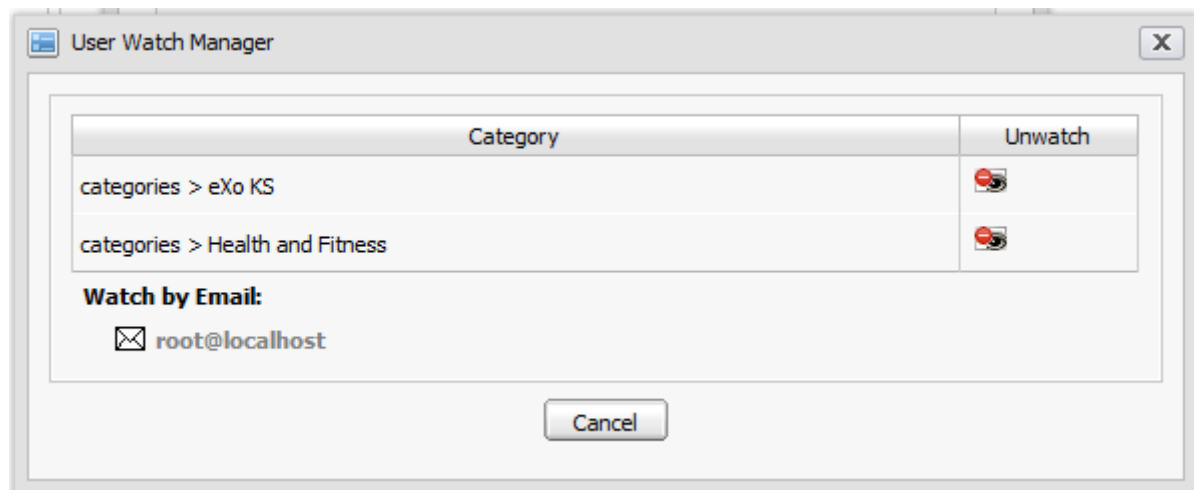 User Watch Manager
X
Category Unwatch
categories > eXo KS
categories > Health and Fitness
Watch by Email:
root@localhost
Cancel